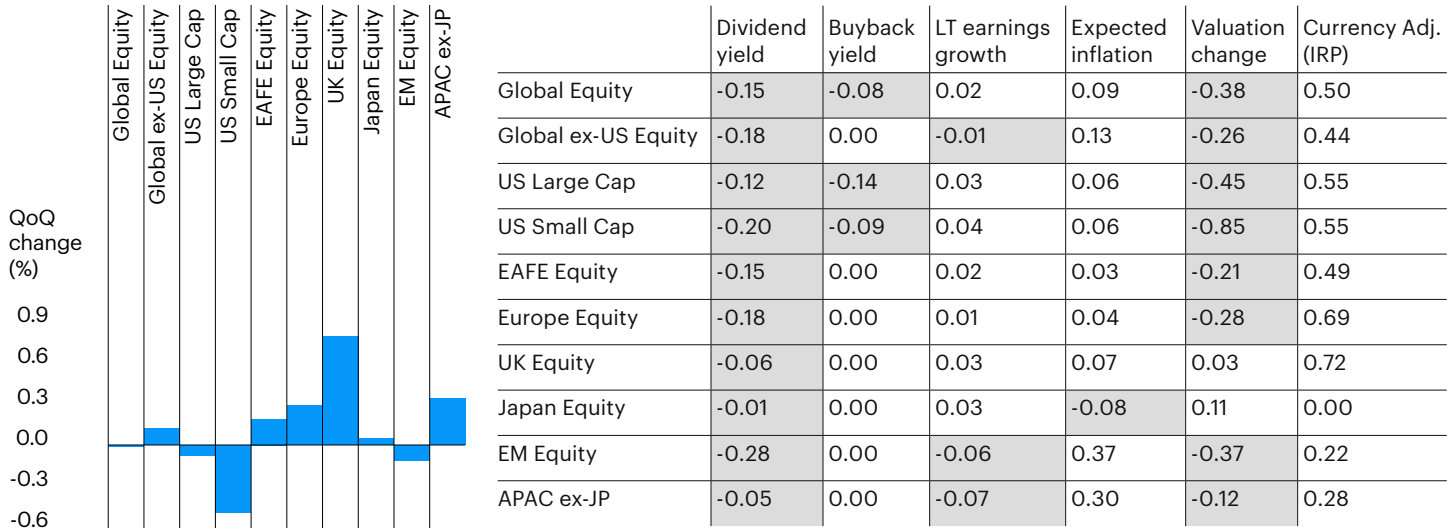 Global Equity
Global ex-US Equity
US Large Cap
US Small Cap
EAFE Equity
Europe Equity
UK Equity
Japan Equity
EM Equity
APAC ex-JP
QoQ
change
(%)
0.9
0.6
0.3
0.0
-0.3
-0.6
Dividend yield Buyback yield LT earnings growth Expected inflation Valuation change Currency Adj. (IRP)
Global Equity -0.15 -0.08 0.02 0.09 -0.38 0.50
Global ex-US Equity -0.18 0.00 -0.01 0.13 -0.26 0.44
US Large Cap -0.12 -0.14 0.03 0.06 -0.45 0.55
US Small Cap -0.20 -0.09 0.04 0.06 -0.85 0.55
EAFE Equity -0.15 0.00 0.02 0.03 -0.21 0.49
Europe Equity -0.18 0.00 0.01 0.04 -0.28 0.69
UK Equity -0.06 0.00 0.03 0.07 0.03 0.72
Japan Equity -0.01 0.00 0.03 -0.08 0.11 0.00
EM Equity -0.28 0.00 -0.06 0.37 -0.37 0.22
APAC ex-JP -0.05 0.00 -0.07 0.30 -0.12 0.28